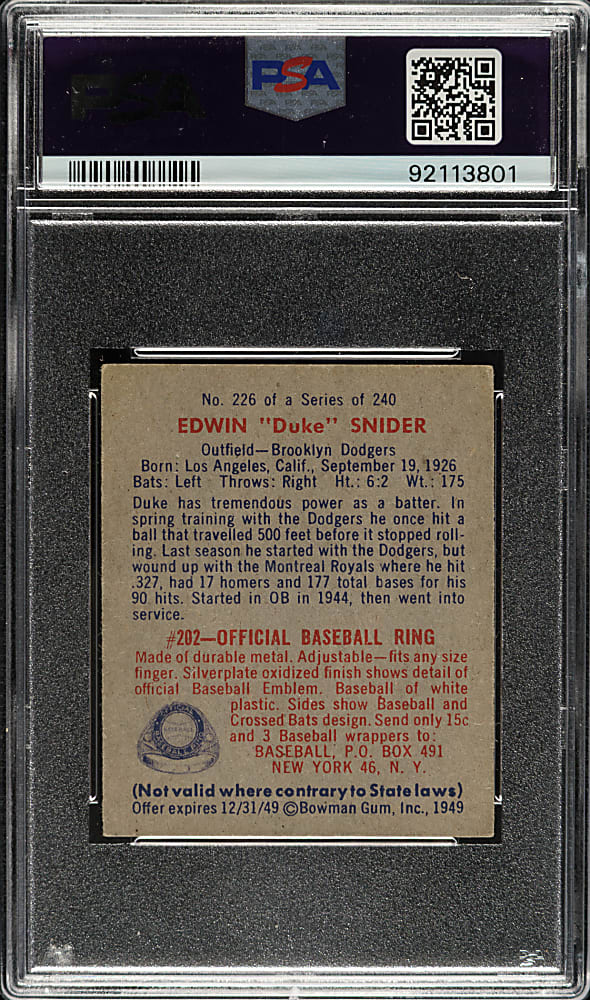 PSA
PSA
92113801
No. 226 of a Series of 240
EDWIN "Duke" SNIDER
Outfield—Brooklyn Dodgers
Born: Los Angeles, Calif., September 19, 1926
Bats: Left Throws: Right Ht.: 6:2 Wt.: 175
Duke has tremendous power as a batter. In
spring training with the Dodgers he once hit a
ball that travelled 500 feet before it stopped roll-
ing. Last season he started with the Dodgers, but
wound up with the Montreal Royals where he hit
.327, had 17 homers and 177 total bases for his
90 hits. Started in OB in 1944, then went into
service.
#202—OFFICIAL BASEBALL RING
Made of durable metal. Adjustable—fits any size
finger. Silverplate oxidized finish shows detail of
official Baseball Emblem. Baseball of white
plastic. Sides show Baseball and
Crossed Bats design. Send only 15c
and 3 Baseball wrappers to:
BASEBALL, P.O. BOX 491
NEW YORK 46, N. Y.
OFFICIAL
BASEBALL RING
(Not valid where contrary to State laws)
Offer expires 12/31/49 ©Bowman Gum, Inc., 1949